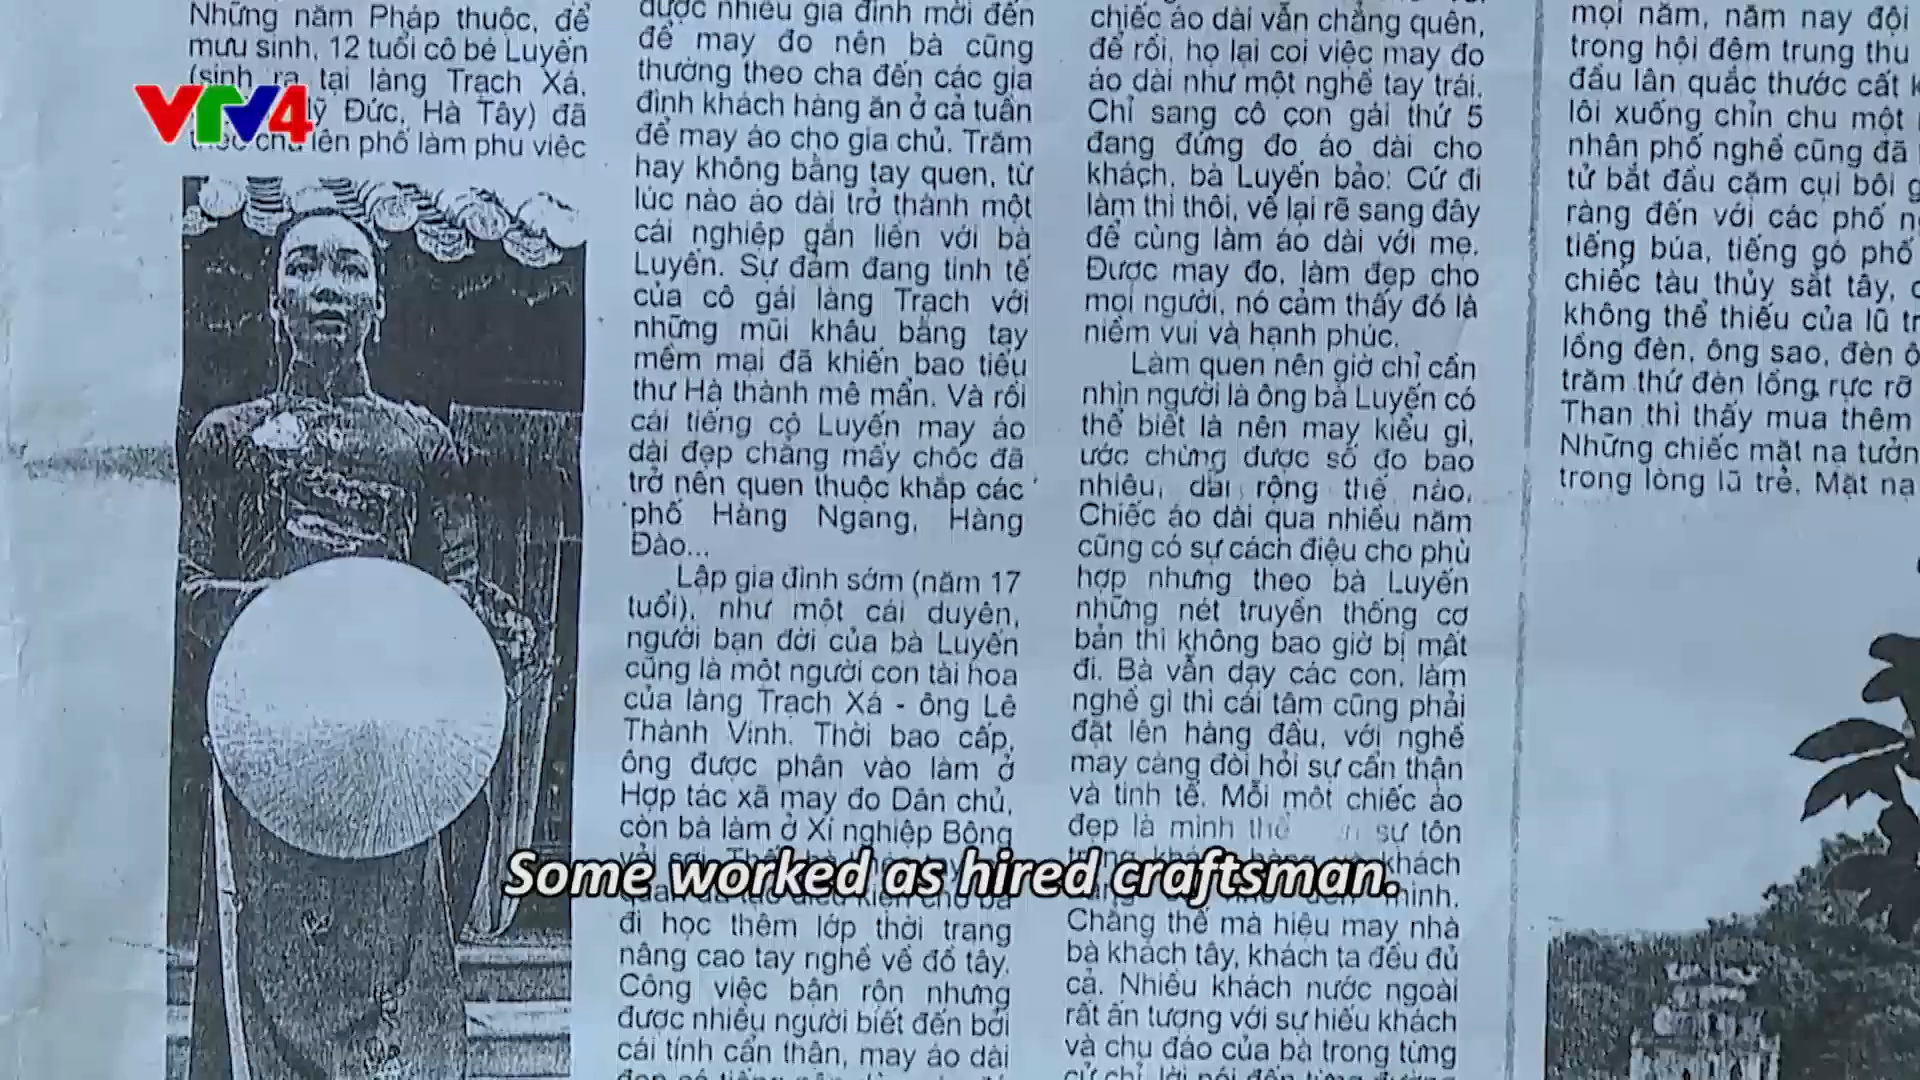 Những năm Pháp thuộc, để
mưu sinh, 12 tuổi cô bé Luyến
(sinh ra tại làng Trạch Xá,
Mỹ Đức, Hà Tây) đã
theo cha lên phố làm phụ việc
VTV4
được nhiều gia đình mời đến
để may đo nên bà cũng
thường theo cha đến các gia
đình khách hàng ăn ở cả tuần
để may áo cho gia chủ. Trăm
hay không bằng tay quen, từ
lúc nào áo dài trở thành một
cái nghiệp gắn liền với bà
Luyến. Sự đảm đang tinh tế
của cô gái làng Trạch với
những mũi khâu bằng tay
mềm mại đã khiến bao tiểu
thư Hà thành mê mẩn. Và rồi
cái tiếng cô Luyến may áo
dài đẹp chẳng mấy chốc đã
trở nên quen thuộc khắp các
phố Hàng Ngang, Hàng
Đào...
Lập gia đình sớm (năm 17
tuổi), như một cái duyên,
người bạn đời của bà Luyến
cũng là một người con tài hoa
của làng Trạch Xá - ông Lê
Thành Vinh. Thời bao cấp,
ông được phân vào làm ở
Hợp tác xã may đo Dân chủ,
còn bà làm ở Xí nghiệp Bông
đi học thêm lớp thời trang
nâng cao tay nghề về đồ tây.
Công việc bận rộn nhưng
được nhiều người biết đến bởi
cái tính cẩn thận, may áo dài
chiếc áo dài vẫn chẳng quên,
để rồi, họ lại coi việc may đo
áo dài như một nghề tay trái.
Chỉ sang cô con gái thứ 5
đang đứng đo áo dài cho
khách, bà Luyến bảo: Cứ đi
làm thì thôi, về lại rẽ sang đây
để cùng làm áo dài với mẹ.
Được may đo, làm đẹp cho
mọi người, nó cảm thấy đó là
niềm vui và hạnh phúc.
Làm quen nên giờ chỉ cần
nhìn người là ông bà Luyến có
thể biết là nên may kiểu gì,
ước chừng được số đo bao
nhiêu, dài rộng thế nào.
Chiếc áo dài qua nhiều năm
cũng có sự cách điệu cho phù
hợp nhưng theo bà Luyến
những nét truyền thống cơ
bản thì không bao giờ bị mất
đi. Bà vẫn dạy các con, làm
nghề gì thì cái tâm cũng phải
đặt lên hàng đầu, với nghề
may càng đòi hỏi sự cẩn thận
và tinh tế. Mỗi một chiếc áo
đẹp là mình sự tôn
khách
mình.
Chẳng thế mà hiệu may nhà
bà khách tây, khách ta đều đủ
cả. Nhiều khách nước ngoài
rất ấn tượng với sự hiếu khách
và chu đáo của bà trong từng
mọi năm, năm nay đội
trong hội đêm trung thu
đầu lân quắc thước cất
lôi xuống chỉn chu một
nhân phố nghề cũng đã
tử bắt đầu cặm cụi bôi
ràng đến với các phố
tiếng búa, tiếng gò phố
chiếc tàu thủy sắt tây,
không thể thiếu của lũ
lồng đèn, ông sao, đèn
trăm thứ đèn lồng rực rỡ
Than thì thấy mua thêm
Những chiếc mặt nạ
trong lòng lũ trẻ. Mặt nạ
Some worked as hired craftsman.